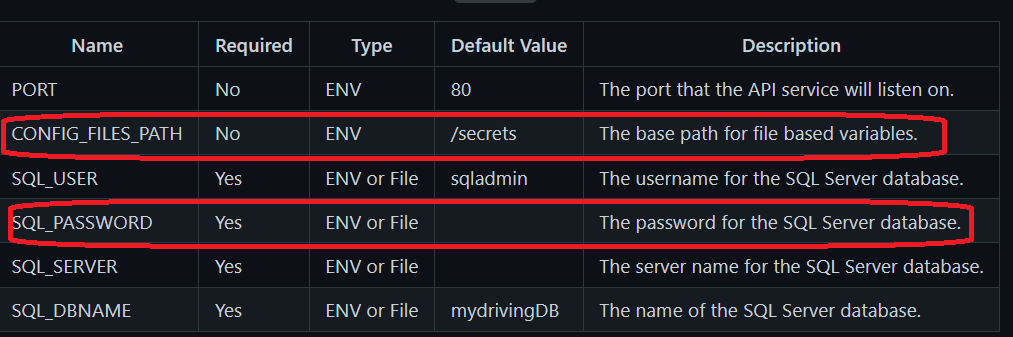 Name Required Type Default Value Description
PORT No ENV 80 The port that the API service will listen on.
CONFIG_FILES_PATH No ENV /secrets The base path for file based variables.
SQL_USER Yes ENV or File sqladmin The username for the SQL Server database.
SQL_PASSWORD Yes ENV or File The password for the SQL Server database.
SQL_SERVER Yes ENV or File The server name for the SQL Server database.
SQL_DBNAME Yes ENV or File mydrivingDB The name of the SQL Server database.